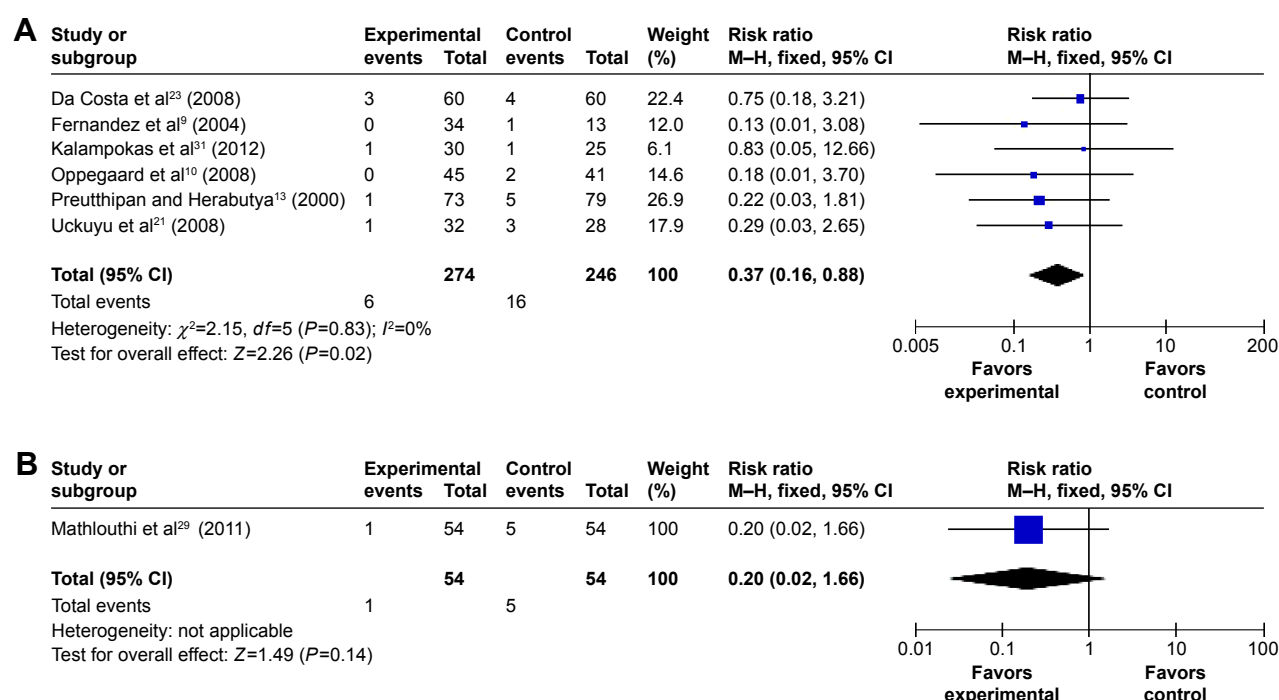 A
Study or subgroup Experimental events Total Control events Total Weight (%) Risk ratio M–H, fixed, 95% CI Risk ratio M–H, fixed, 95% CI
Da Costa et al²³ (2008) 3 60 4 60 22.4 0.75 (0.18, 3.21)
Fernandez et al⁹ (2004) 0 34 1 13 12.0 0.13 (0.01, 3.08)
Kalampokas et al³¹ (2012) 1 30 1 25 6.1 0.83 (0.05, 12.66)
Oppegaard et al¹⁰ (2008) 0 45 2 41 14.6 0.18 (0.01, 3.70)
Preutthipan and Herabutya¹³ (2000) 1 73 5 79 26.9 0.22 (0.03, 1.81)
Uckuyu et al²¹ (2008) 1 32 3 28 17.9 0.29 (0.03, 2.65)
Total (95% CI) 274 246 100 0.37 (0.16, 0.88)
Total events 6 16
Heterogeneity: χ²=2.15, df=5 (P=0.83); I²=0%
Test for overall effect: Z=2.26 (P=0.02)
0.005 0.1 1 10 200
Favors experimental Favors control
B
Study or subgroup Experimental events Total Control events Total Weight (%) Risk ratio M–H, fixed, 95% CI Risk ratio M–H, fixed, 95% CI
Mathlouthi et al²⁹ (2011) 1 54 5 54 100 0.20 (0.02, 1.66)
Total (95% CI) 54 54 100 0.20 (0.02, 1.66)
Total events 1 5
Heterogeneity: not applicable
Test for overall effect: Z=1.49 (P=0.14)
0.01 0.1 1 10 100
Favors experimental Favors control